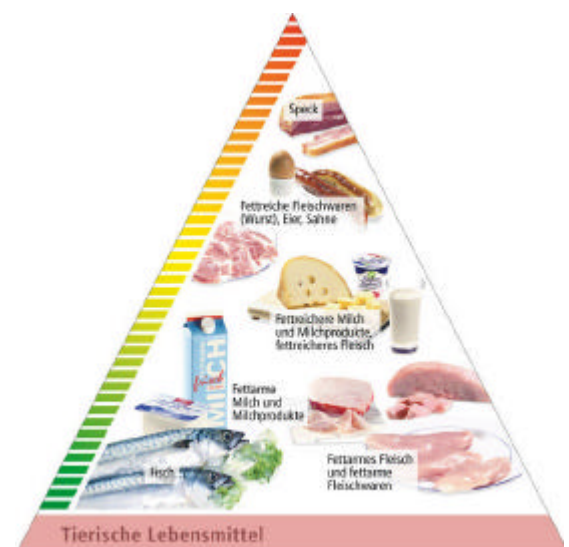 Speck
Fettreiche Fleischwaren
(Wurst), Eier, Sahne
Fettreichere Milch
und Milchprodukte,
fettreicheres Fleisch
frische
MILCH
Fettarme
Milch und
Milchprodukte
Fisch
Fettarmes Fleisch
und fettarme
Fleischwaren
Tierische Lebensmittel